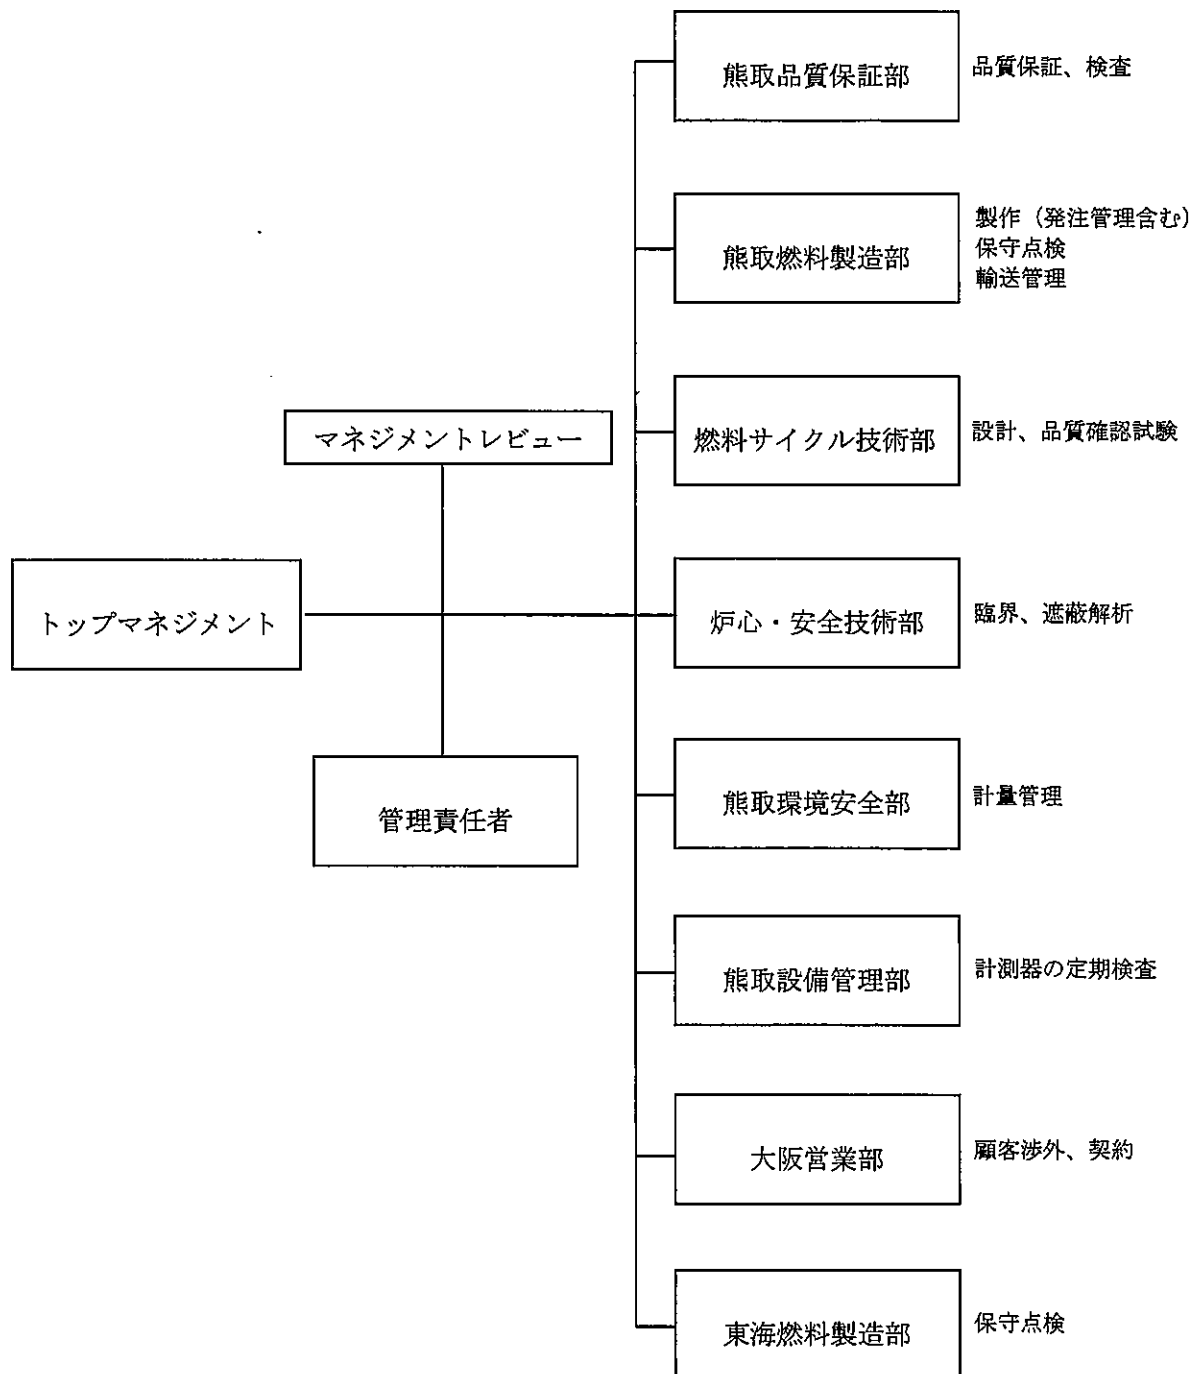 熊取品質保証部
品質保証、検査
熊取燃料製造部
製作（発注管理含む）
保守点検
輸送管理
燃料サイクル技術部
設計、品質確認試験
マネジメントレビュー
トップマネジメント
炉心・安全技術部
臨界、遮蔽解析
管理責任者
熊取環境安全部
計量管理
熊取設備管理部
計測器の定期検査
大阪営業部
顧客渉外、契約
東海燃料製造部
保守点検